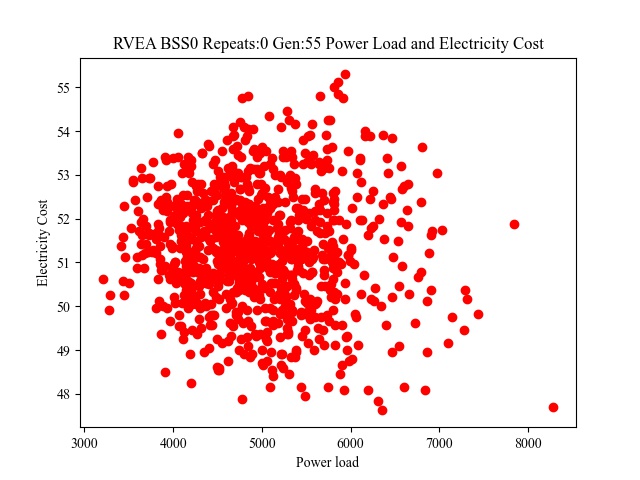 RVEA BSS0 Repeats:0 Gen:55 Power Load and Electricity Cost
55
54
53
52
51
50
49
48
Electricity Cost
3000 4000 5000 6000 7000 8000
Power load